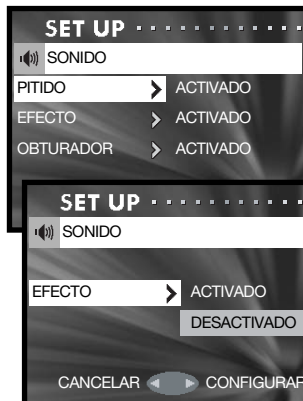 SET UP
SONIDO
PITIDO > ACTIVADO
EFECTO > ACTIVADO
OBTURADOR > ACTIVADO
SET UP
SONIDO
EFECTO > ACTIVADO
DESACTIVADO
CANCELAR ◀ ▶ CONFIGURAR